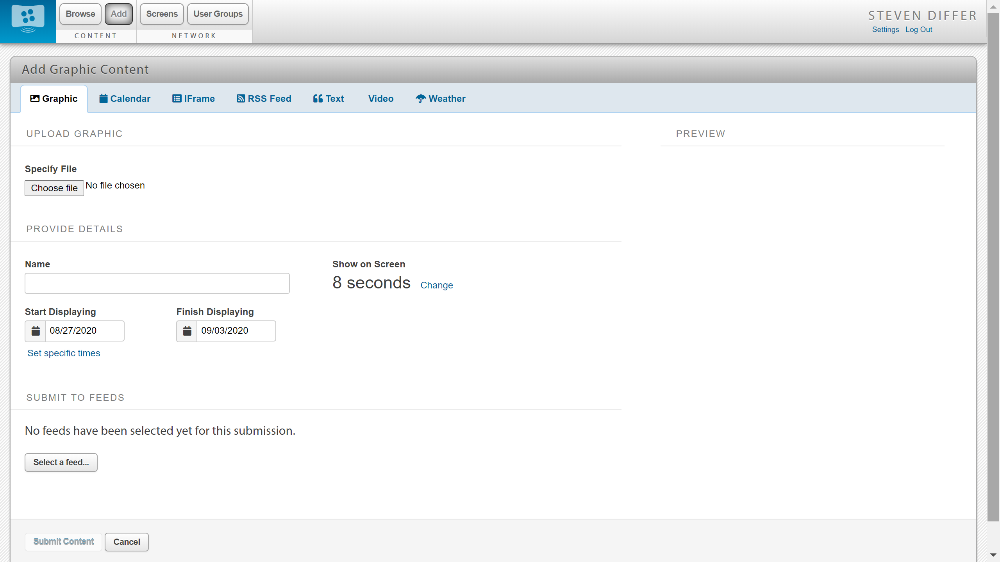 Browse Add Screens User Groups
CONTENT NETWORK
STEVEN DIFFER
Settings Log Out
Add Graphic Content
Graphic Calendar IFrame RSS Feed Text Video Weather
UPLOAD GRAPHIC
PREVIEW
Specify File
Choose file No file chosen
PROVIDE DETAILS
Name
Show on Screen
8 seconds Change
Start Displaying Finish Displaying
08/27/2020 09/03/2020
Set specific times
SUBMIT TO FEEDS
No feeds have been selected yet for this submission.
Select a feed...
Submit Content Cancel